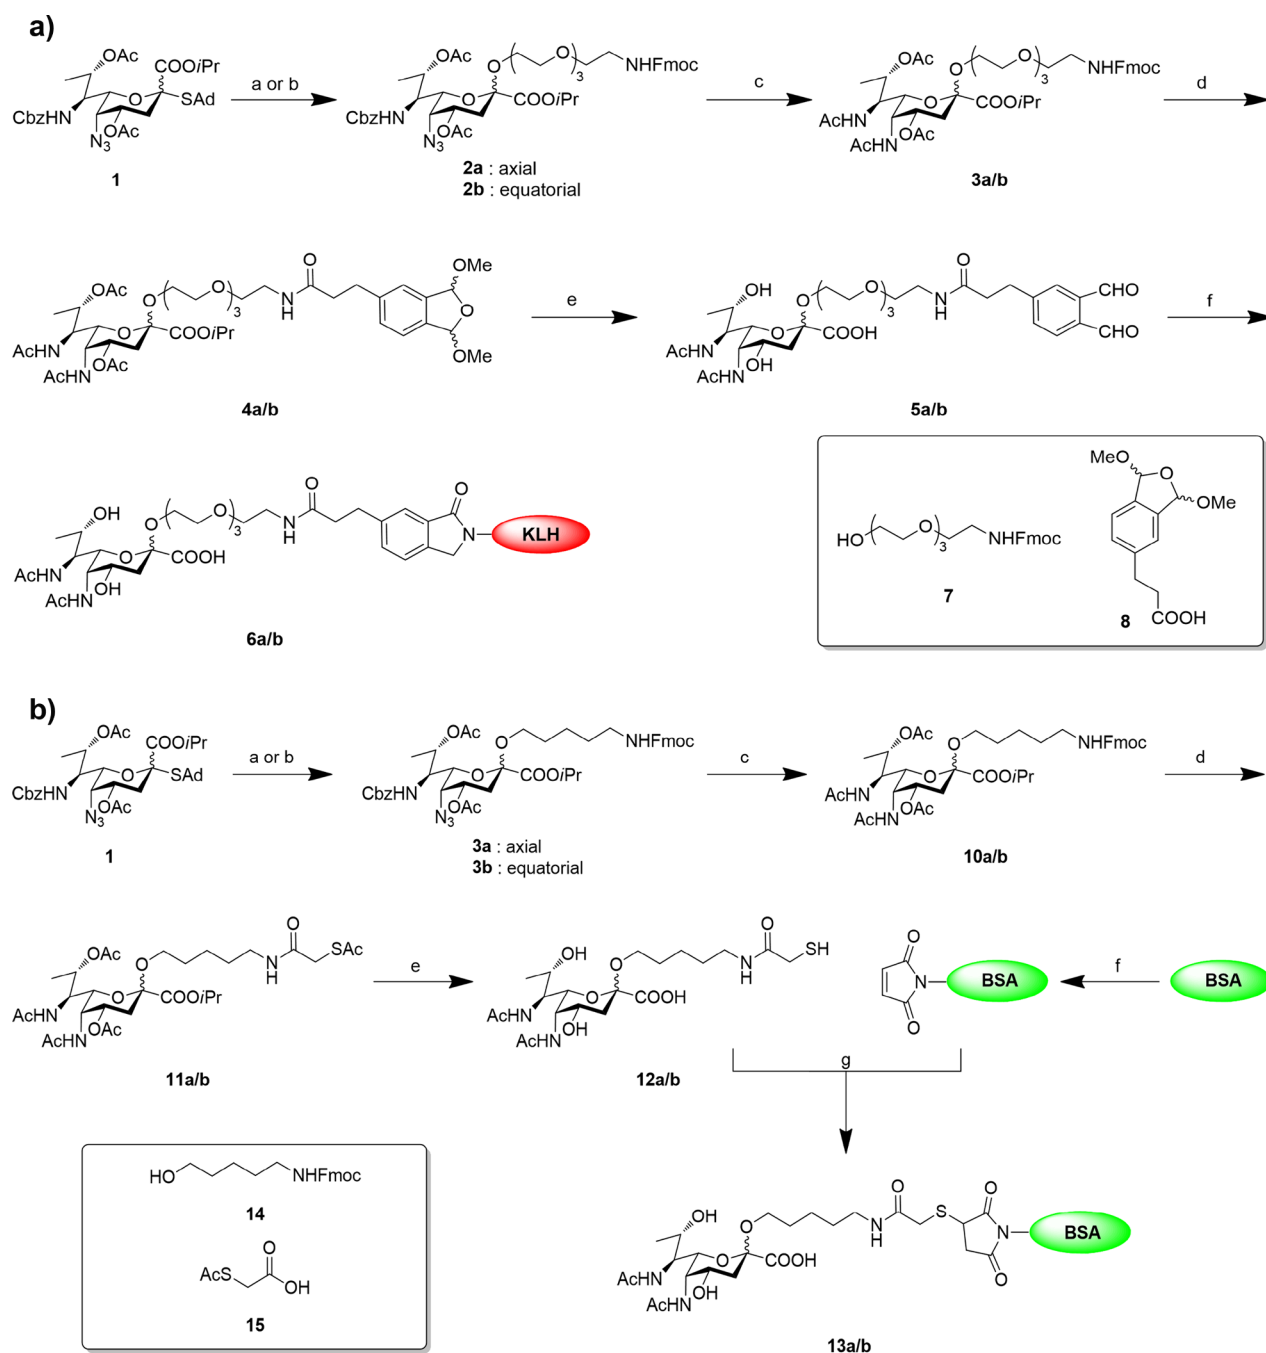 a)
OAc
COOiPr
O
SAd
CbzHN
OAc
N3
1
a or b
OAc
O
O
3
NHFmoc
O
COOiPr
CbzHN
OAc
N3
2a : axial
2b : equatorial
c
OAc
O
O
3
NHFmoc
O
COOiPr
AcHN
OAc
AcHN
3a/b
d
OAc
O
O
3
N
H
O
OMe
O
OMe
O
COOiPr
AcHN
OAc
AcHN
4a/b
e
OH
O
O
3
N
H
O
CHO
CHO
O
COOH
AcHN
OH
AcHN
5a/b
f
OH
O
O
3
N
H
O
O
N
KLH
O
COOH
AcHN
OH
AcHN
6a/b
HO
O
3
NHFmoc
7
MeO
O
OMe
COOH
8
b)
OAc
COOiPr
O
SAd
CbzHN
OAc
N3
1
a or b
OAc
O
NHFmoc
O
COOiPr
CbzHN
OAc
N3
3a : axial
3b : equatorial
c
OAc
O
NHFmoc
O
COOiPr
AcHN
OAc
AcHN
10a/b
d
OAc
O
N
H
O
SAc
O
COOiPr
AcHN
OAc
AcHN
11a/b
e
OH
O
N
H
O
SH
O
COOH
AcHN
OH
AcHN
12a/b
O
N
O
BSA
f
BSA
g
HO
NHFmoc
14
AcS
O
OH
15
OH
O
N
H
O
S
O
N
O
BSA
O
COOH
AcHN
OH
AcHN
13a/b